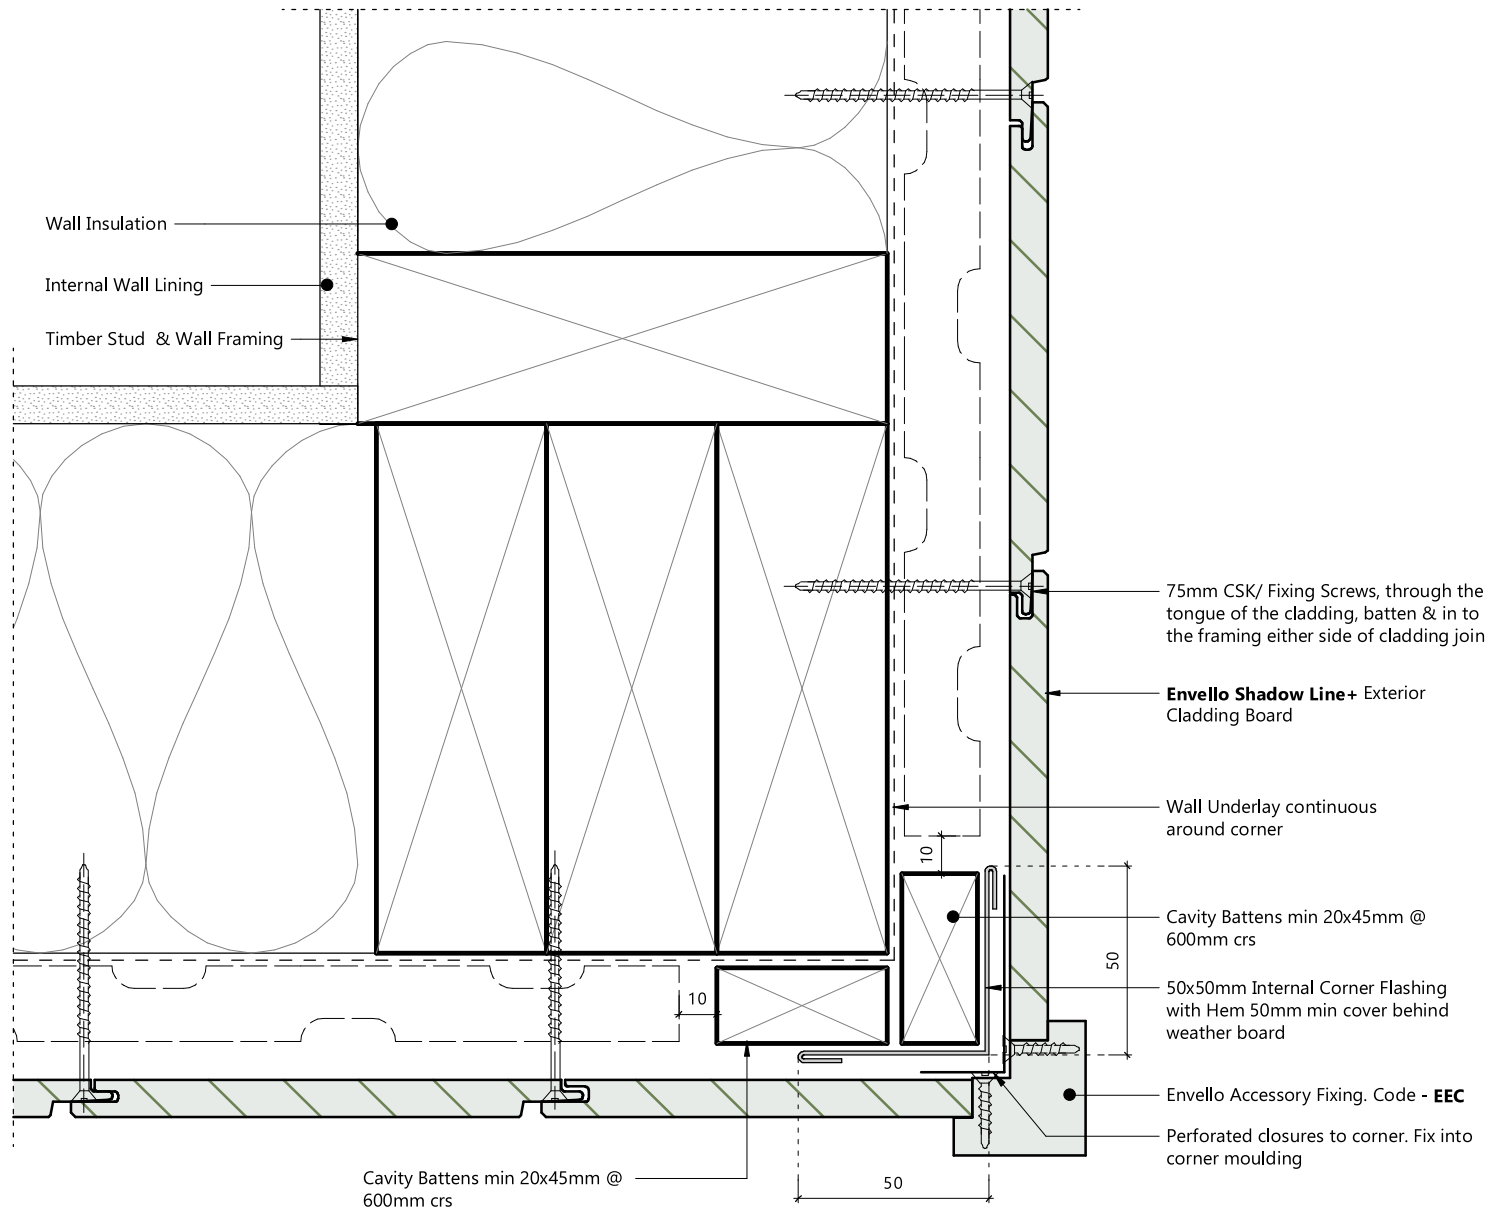 Wall Insulation
Internal Wall Lining
Timber Stud & Wall Framing
75mm CSK/ Fixing Screws, through the
tongue of the cladding, batten & in to
the framing either side of cladding join
Envello Shadow Line+ Exterior
Cladding Board
Wall Underlay continuous
around corner
10
Cavity Battens min 20x45mm @
600mm crs
50
50x50mm Internal Corner Flashing
with Hem 50mm min cover behind
weather board
10
Envello Accessory Fixing. Code - EEC
Perforated closures to corner. Fix into
corner moulding
Cavity Battens min 20x45mm @
600mm crs
50